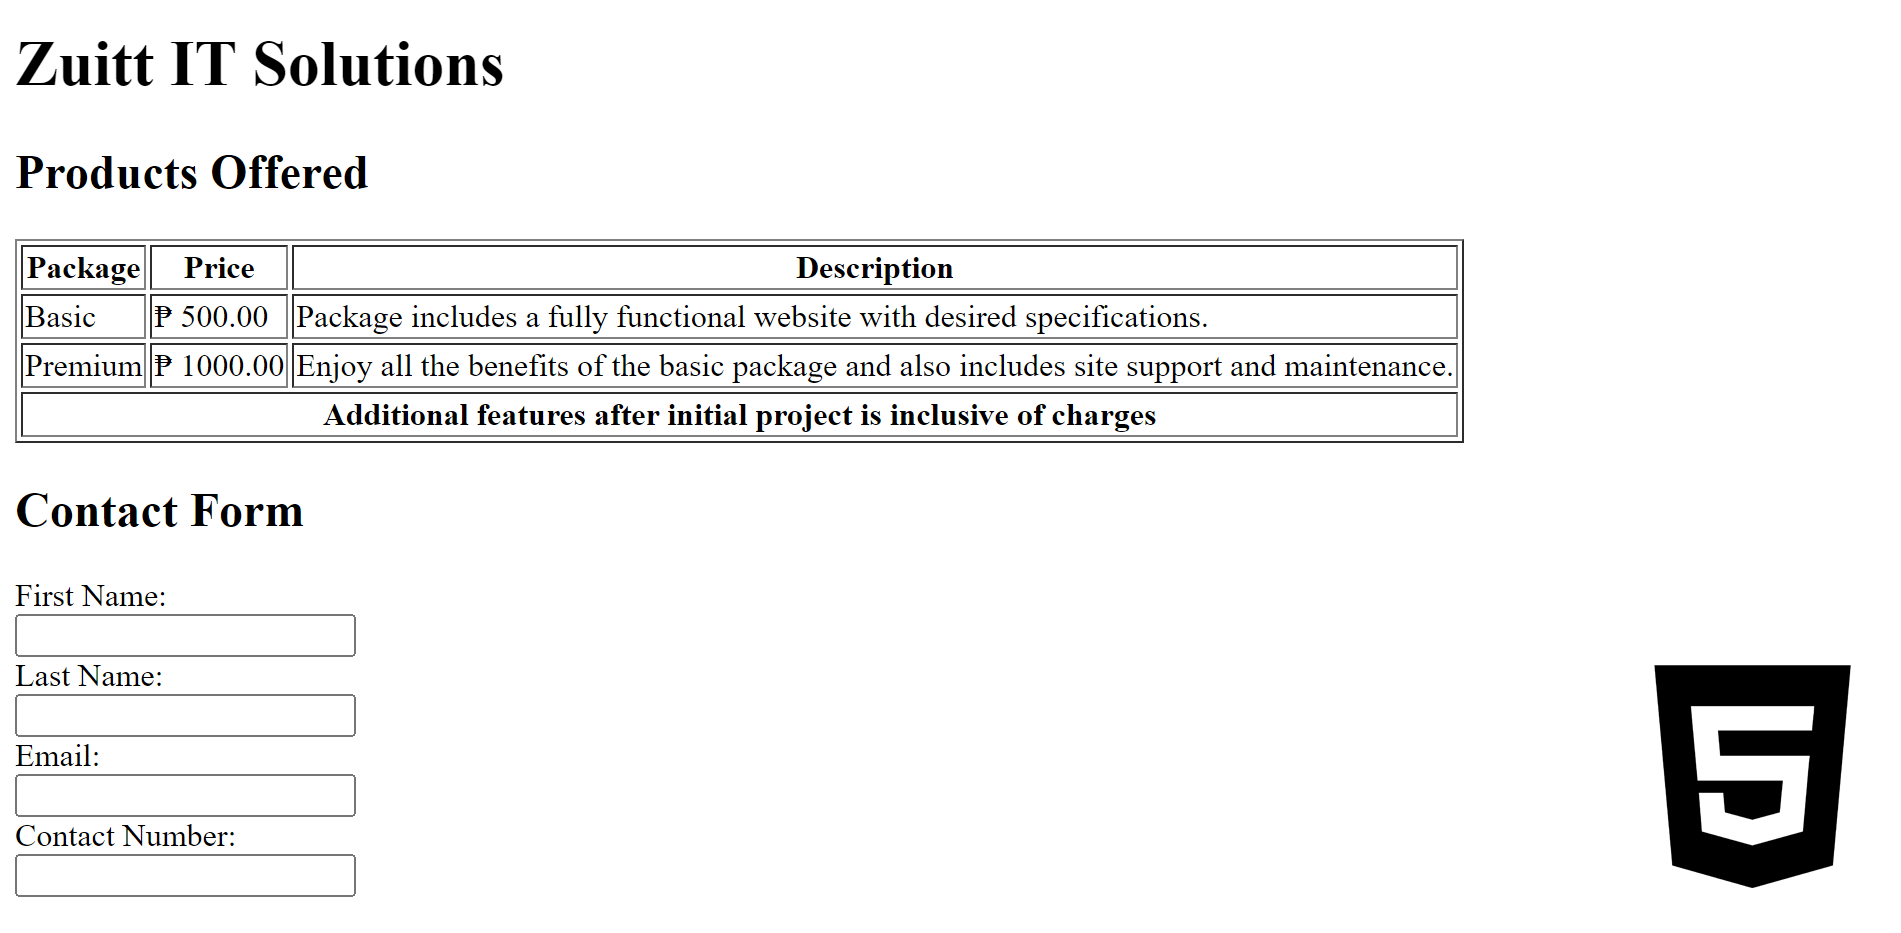 Zuitt IT Solutions
Products Offered
Package Price Description
Basic ₱ 500.00 Package includes a fully functional website with desired specifications.
Premium ₱ 1000.00 Enjoy all the benefits of the basic package and also includes site support and maintenance.
Additional features after initial project is inclusive of charges
Contact Form
First Name:
Last Name:
Email:
Contact Number:
5